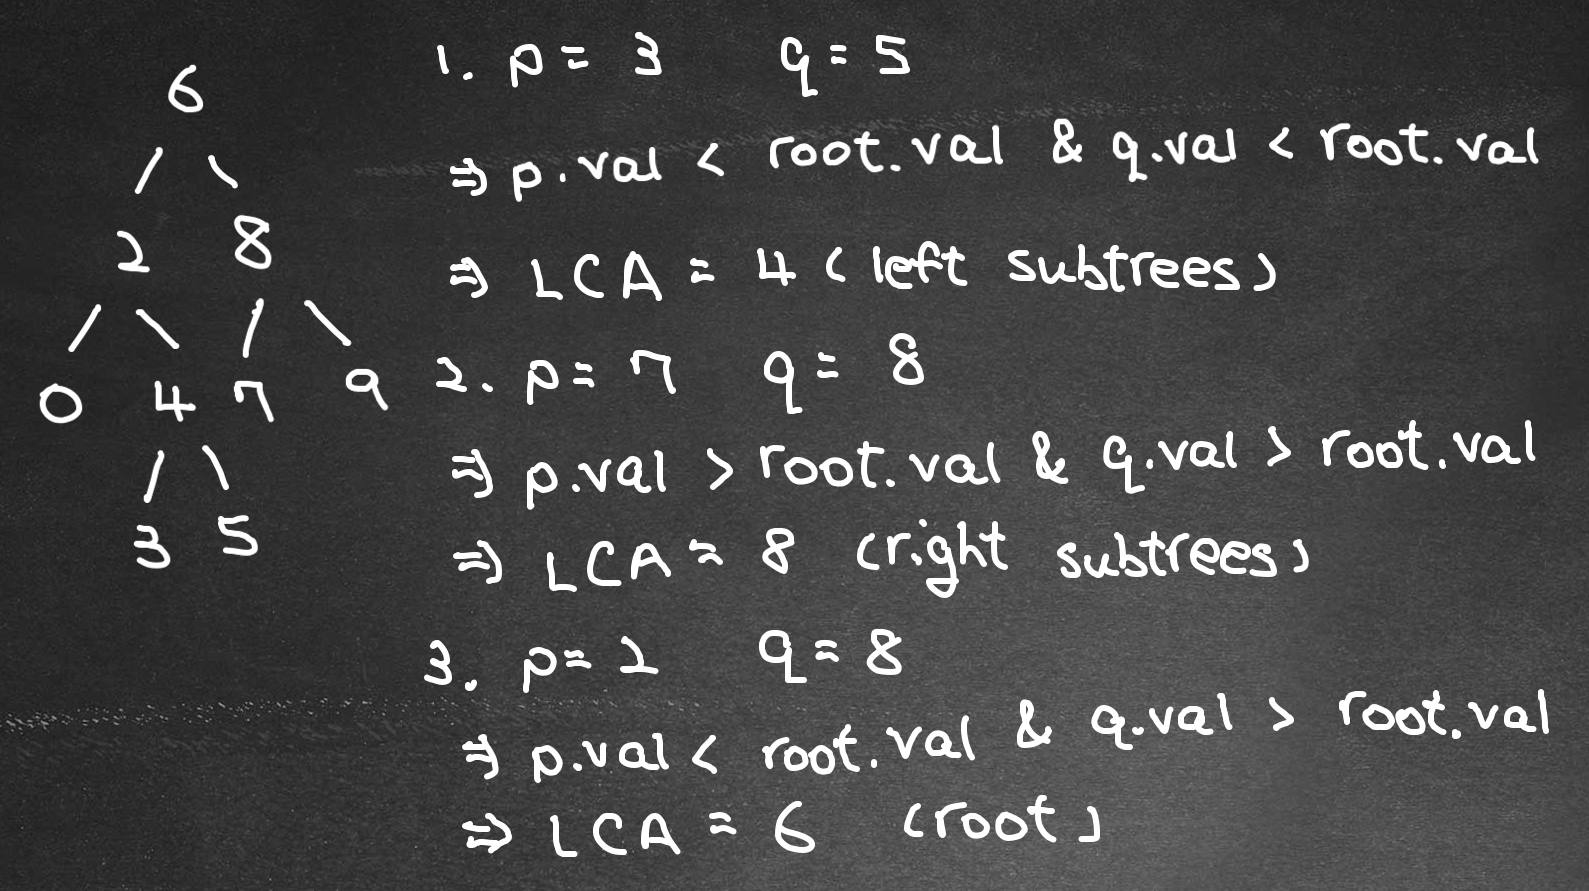 6
2 8
0 4 7 9
3 5
1. p = 3 q = 5
⇒ p.val < root.val & q.val < root.val
⇒ LCA = 4 (left subtrees)
2. p = 7 q = 8
⇒ p.val > root.val & q.val > root.val
⇒ LCA = 8 (right subtrees)
3. p = 2 q = 8
⇒ p.val < root.val & q.val > root.val
⇒ LCA = 6 (root)